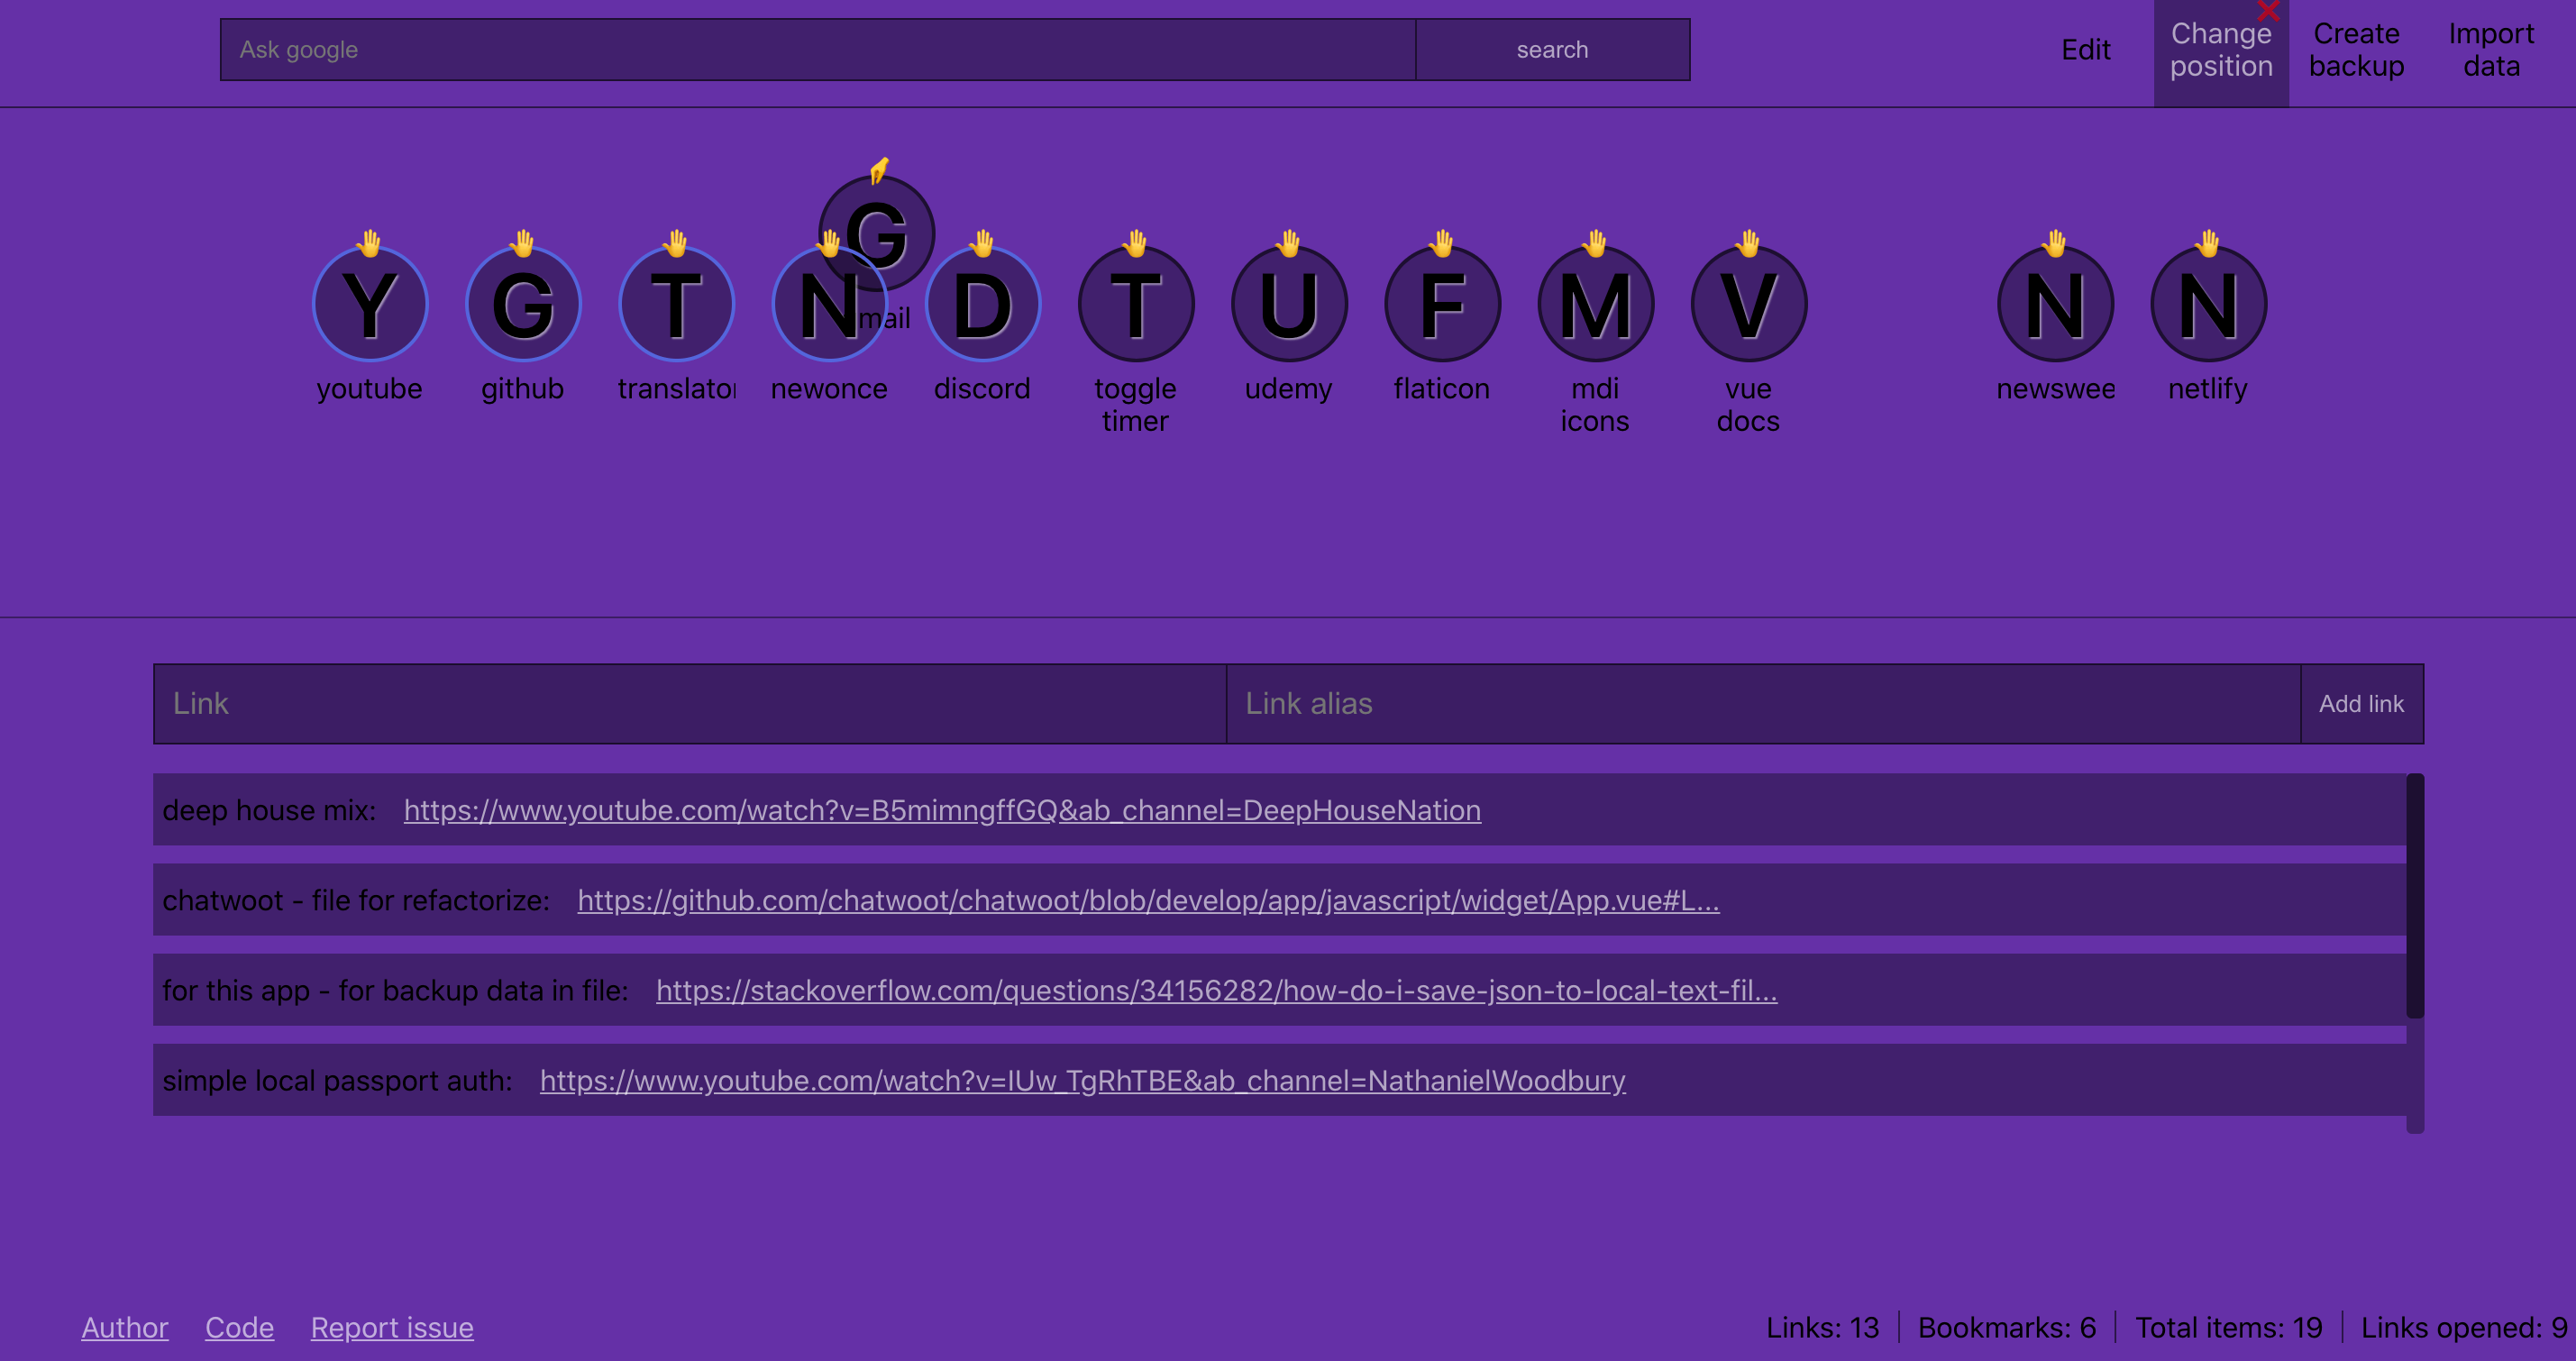 Ask google
search
Edit
Change
position
Create
backup
Import
data
G
mail
Y
youtube
G
github
T
translator
N
newonce
D
discord
T
toggle
timer
U
udemy
F
flaticon
M
mdi
icons
V
vue
docs
N
newswee
N
netlify
Link
Link alias
Add link
deep house mix: https://www.youtube.com/watch?v=B5mimngffGQ&ab_channel=DeepHouseNation
chatwoot - file for refactorize: https://github.com/chatwoot/chatwoot/blob/develop/app/javascript/widget/App.vue#L...
for this app - for backup data in file: https://stackoverflow.com/questions/34156282/how-do-i-save-json-to-local-text-fil...
simple local passport auth: https://www.youtube.com/watch?v=IUw_TgRhTBE&ab_channel=NathanielWoodbury
Author Code Report issue
Links: 13 Bookmarks: 6 Total items: 19 Links opened: 9